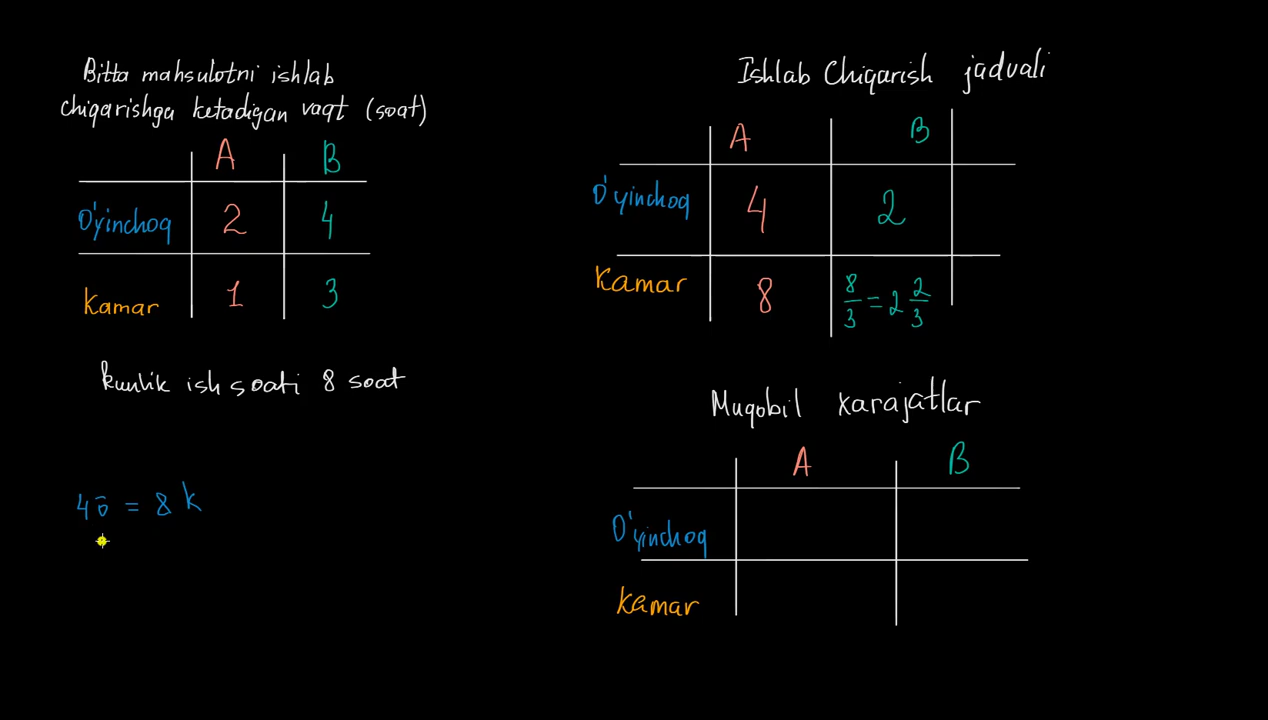 Bitta mahsulotni ishlab
chiqarishga ketadigan vaqt (soat)
A B
O'yinchoq 2 4
Kamar 1 3
kunlik ish soati 8 soat
4ō = 8 k
Ishlab Chiqarish jadvali
A B
O'yinchoq 4 2
Kamar 8 8/3 = 2 2/3
Muqobil xarajatlar
A B
O'yinchoq
Kamar